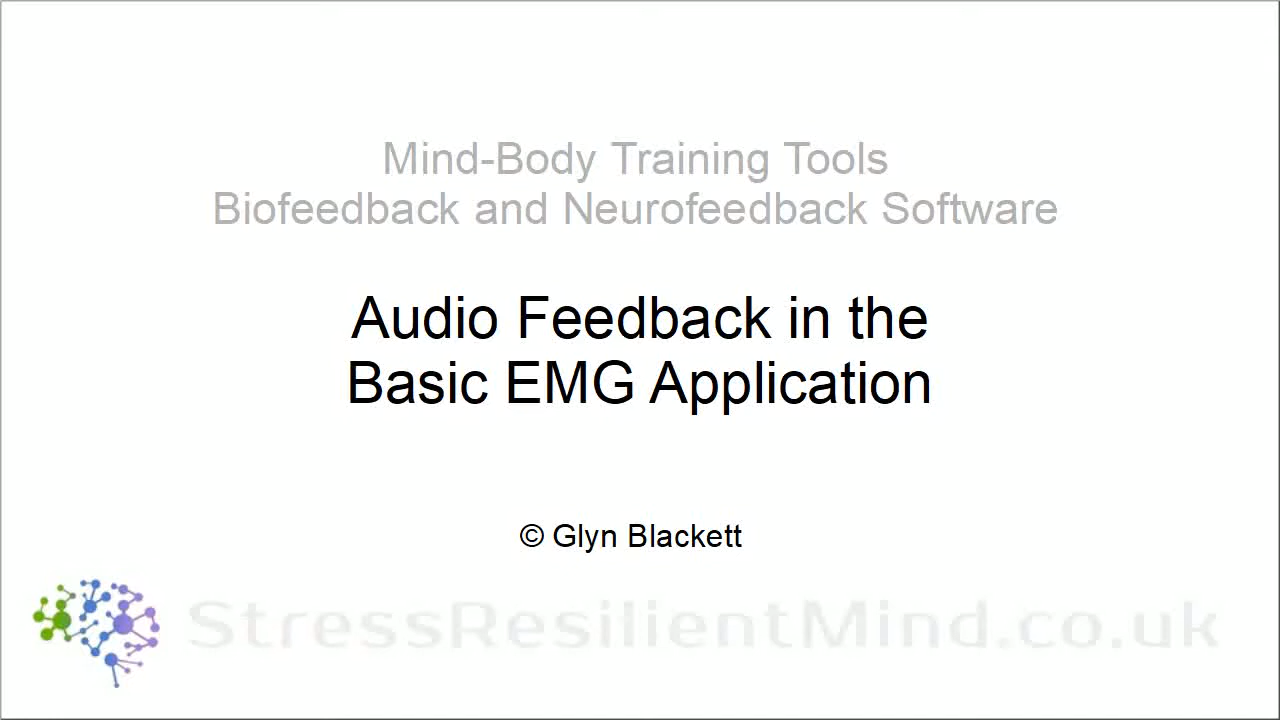 Mind-Body Training Tools
Biofeedback and Neurofeedback Software
Audio Feedback in the
Basic EMG Application
© Glyn Blackett
StressResilientMind.co.uk